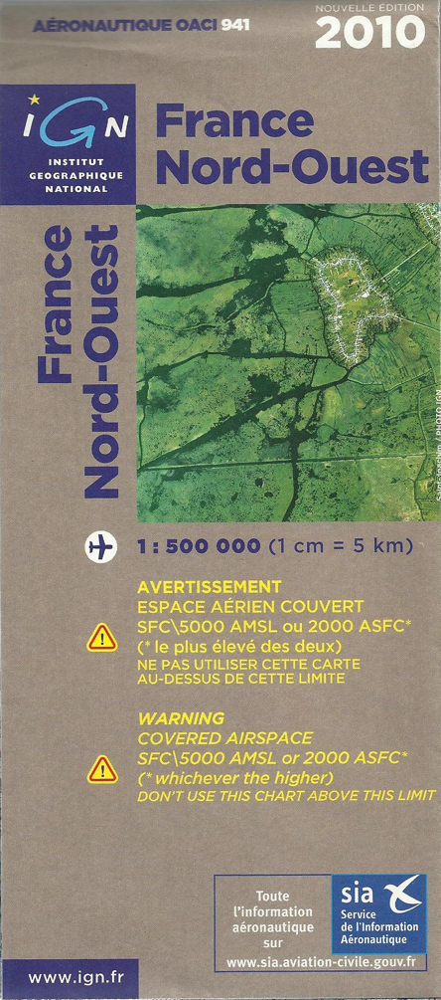 AÉRONAUTIQUE OACI 941
NOUVELLE ÉDITION
2010
IGN
INSTITUT
GÉOGRAPHIQUE
NATIONAL
France
Nord-Ouest
France
Nord-Ouest
1 : 500 000 (1 cm = 5 km)
AVERTISSEMENT
ESPACE AÉRIEN COUVERT
SFC\5000 AMSL ou 2000 ASFC*
(* le plus élevé des deux)
NE PAS UTILISER CETTE CARTE
AU-DESSUS DE CETTE LIMITE
WARNING
COVERED AIRSPACE
SFC\5000 AMSL or 2000 ASFC*
(* whichever the higher)
DON'T USE THIS CHART ABOVE THIS LIMIT
Toute
l'information
aéronautique
sur
sia
Service
de l'Information
Aéronautique
www.sia.aviation-civile.gouv.fr
www.ign.fr